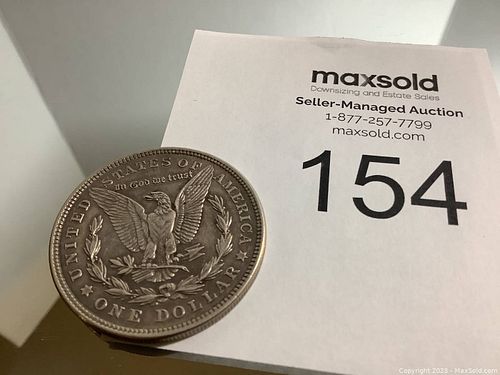 maxsold
Downsizing and Estate Sales
Seller-Managed Auction
1-877-257-7799
maxsold.com
154
UNITED STATES OF AMERICA
In God we trust
ONE DOLLAR
Copyright 2023 - MaxSold.com